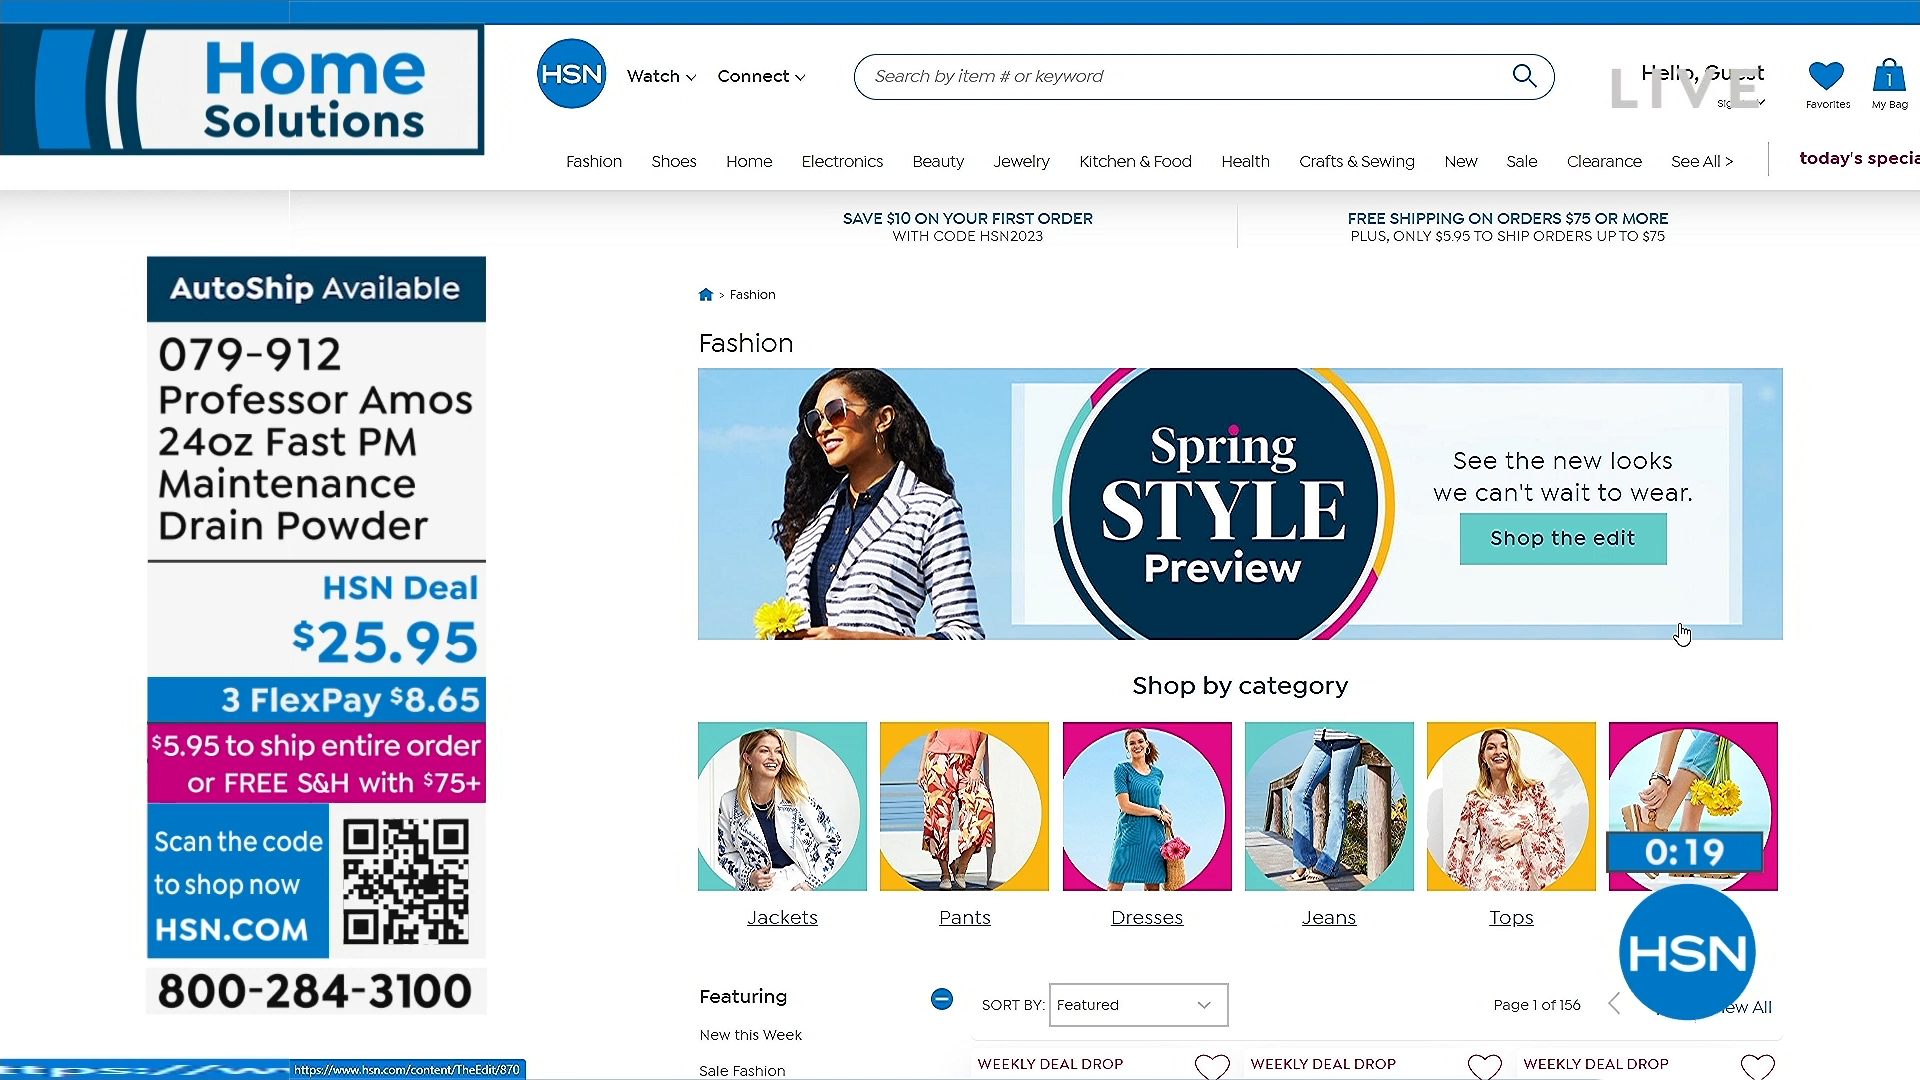 Home
Solutions
HSN
Watch
Connect
Search by item # or keyword
Hello, Guest
LIVE
Favorites
1
My Bag
Fashion
Shoes
Home
Electronics
Beauty
Jewelry
Kitchen & Food
Health
Crafts & Sewing
New
Sale
Clearance
See All >
today's specia
SAVE $10 ON YOUR FIRST ORDER
WITH CODE HSN2023
FREE SHIPPING ON ORDERS $75 OR MORE
PLUS, ONLY $5.95 TO SHIP ORDERS UP TO $75
AutoShip Available
079-912
Professor Amos
24oz Fast PM
Maintenance
Drain Powder
HSN Deal
$25.95
3 FlexPay $8.65
$5.95 to ship entire order
or FREE S&H with $75+
Scan the code
to shop now
HSN.COM
800-284-3100
> Fashion
Fashion
Spring
STYLE
Preview
See the new looks
we can't wait to wear.
Shop the edit
Shop by category
Jackets
Pants
Dresses
Jeans
Tops
0:19
HSN
Featuring
New this Week
Sale Fashion
SORT BY:
Featured
Page 1 of 156
ew All
WEEKLY DEAL DROP
WEEKLY DEAL DROP
WEEKLY DEAL DROP
https://www.hsn.com/content/TheEdit/870